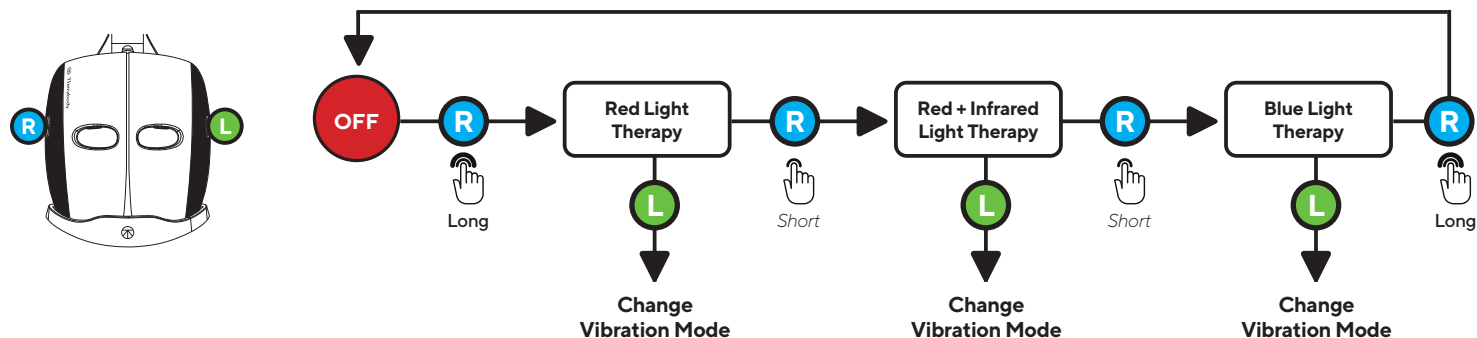 Therabody
R
L
OFF
R
Long
Red Light
Therapy
L
Change
Vibration Mode
R
Short
Red + Infrared
Light Therapy
L
Change
Vibration Mode
R
Short
Blue Light
Therapy
L
Change
Vibration Mode
R
Long